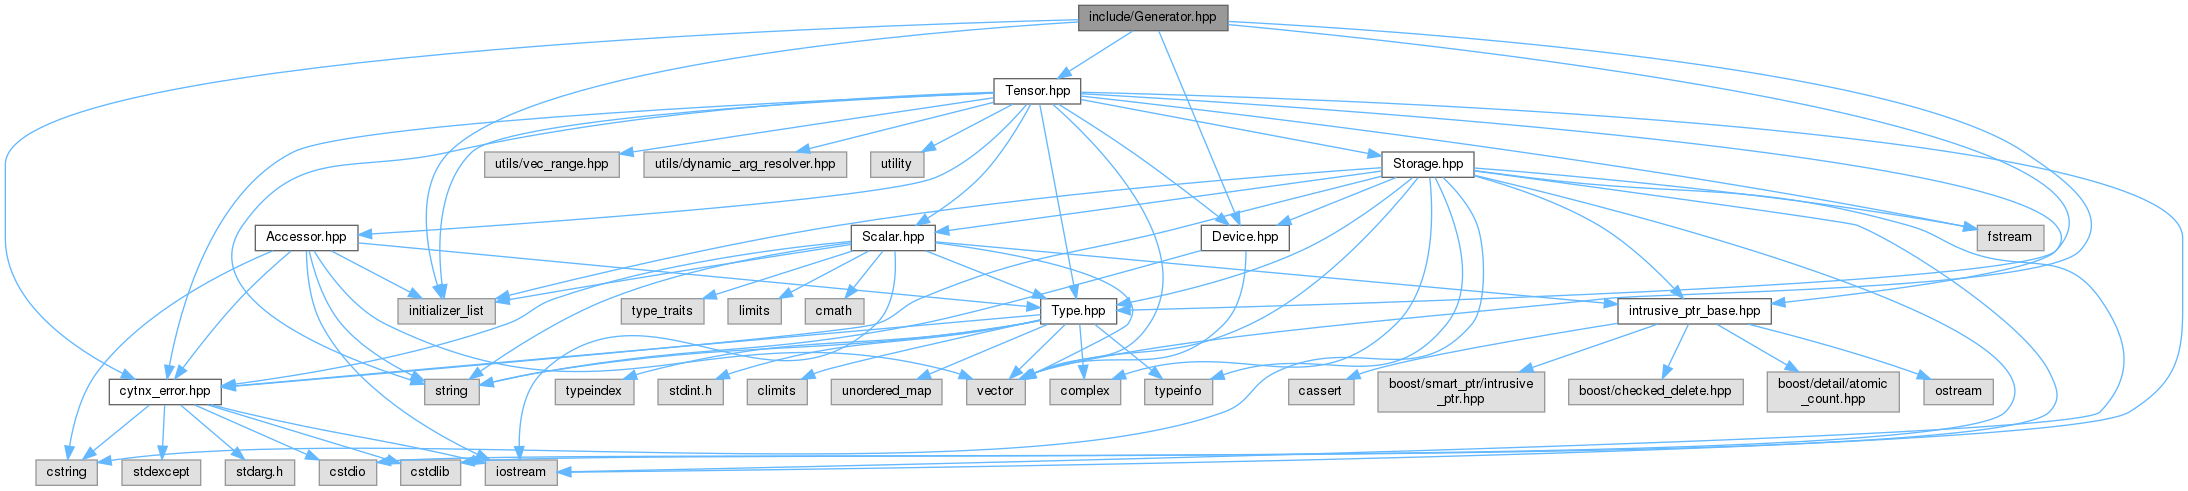 include/Generator.hpp
Tensor.hpp
utils/vec_range.hpp
utils/dynamic_arg_resolver.hpp
utility
Storage.hpp
Accessor.hpp
Scalar.hpp
Device.hpp
fstream
initializer_list
type_traits
limits
cmath
Type.hpp
intrusive_ptr_base.hpp
cytnx_error.hpp
string
typeindex
stdint.h
climits
unordered_map
vector
complex
typeinfo
cassert
boost/smart_ptr/intrusive
_ptr.hpp
boost/checked_delete.hpp
boost/detail/atomic
_count.hpp
ostream
cstring
stdexcept
stdarg.h
cstdio
cstdlib
iostream